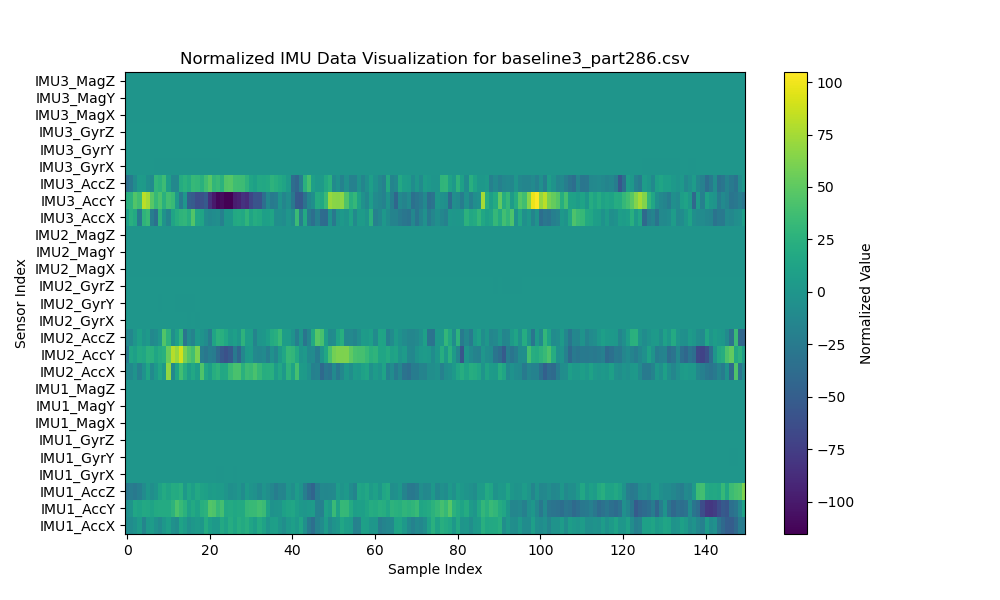 Normalized IMU Data Visualization for baseline3_part286.csv
IMU3_MagZ
IMU3_MagY
IMU3_MagX
IMU3_GyrZ
IMU3_GyrY
IMU3_GyrX
IMU3_AccZ
IMU3_AccY
IMU3_AccX
IMU2_MagZ
IMU2_MagY
IMU2_MagX
IMU2_GyrZ
IMU2_GyrY
IMU2_GyrX
IMU2_AccZ
IMU2_AccY
IMU2_AccX
IMU1_MagZ
IMU1_MagY
IMU1_MagX
IMU1_GyrZ
IMU1_GyrY
IMU1_GyrX
IMU1_AccZ
IMU1_AccY
IMU1_AccX
Sensor Index
0 20 40 60 80 100 120 140
Sample Index
100
75
50
25
0
−25
−50
−75
−100
Normalized Value